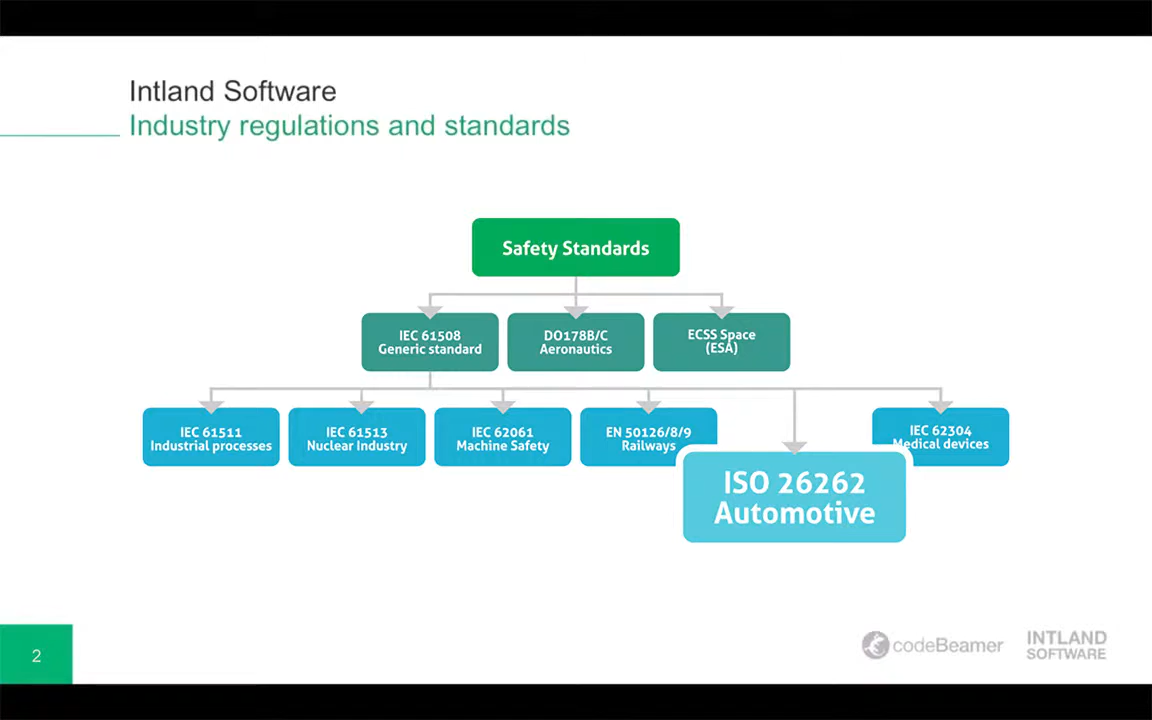 Intland Software
Industry regulations and standards
Safety Standards
IEC 61508
Generic standard
DO178B/C
Aeronautics
ECSS Space
(ESA)
IEC 61511
Industrial processes
IEC 61513
Nuclear Industry
IEC 62061
Machine Safety
EN 50126/8/9
Railways
ISO 26262
Automotive
IEC 62304
Medical devices
2
codeBeamer
INTLAND
SOFTWARE